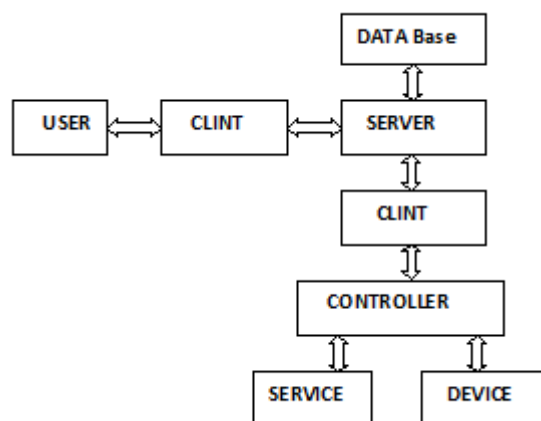 DATA Base
USER
CLINT
SERVER
CLINT
CONTROLLER
SERVICE
DEVICE